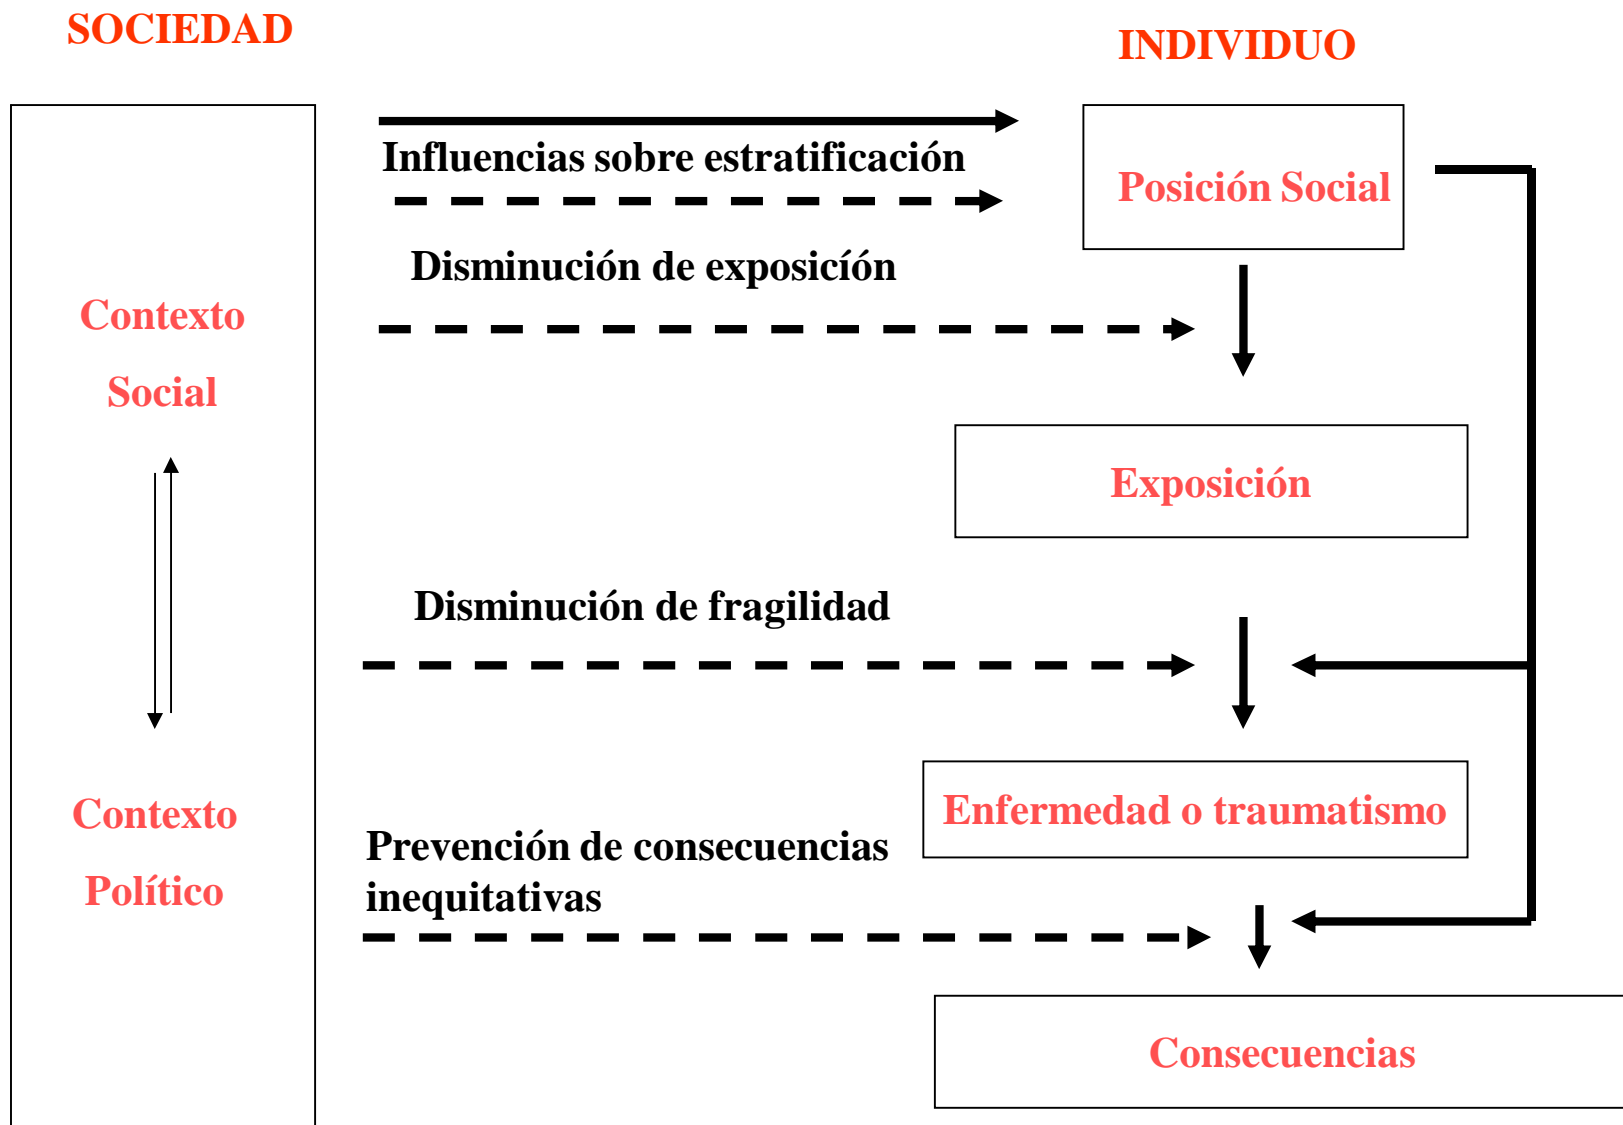 SOCIEDAD
INDIVIDUO
Influencias sobre estratificación
Posición Social
Disminución de exposicíón
Contexto
Social
Exposición
Disminución de fragilidad
Contexto
Político
Enfermedad o traumatismo
Prevención de consecuencias
inequitativas
Consecuencias